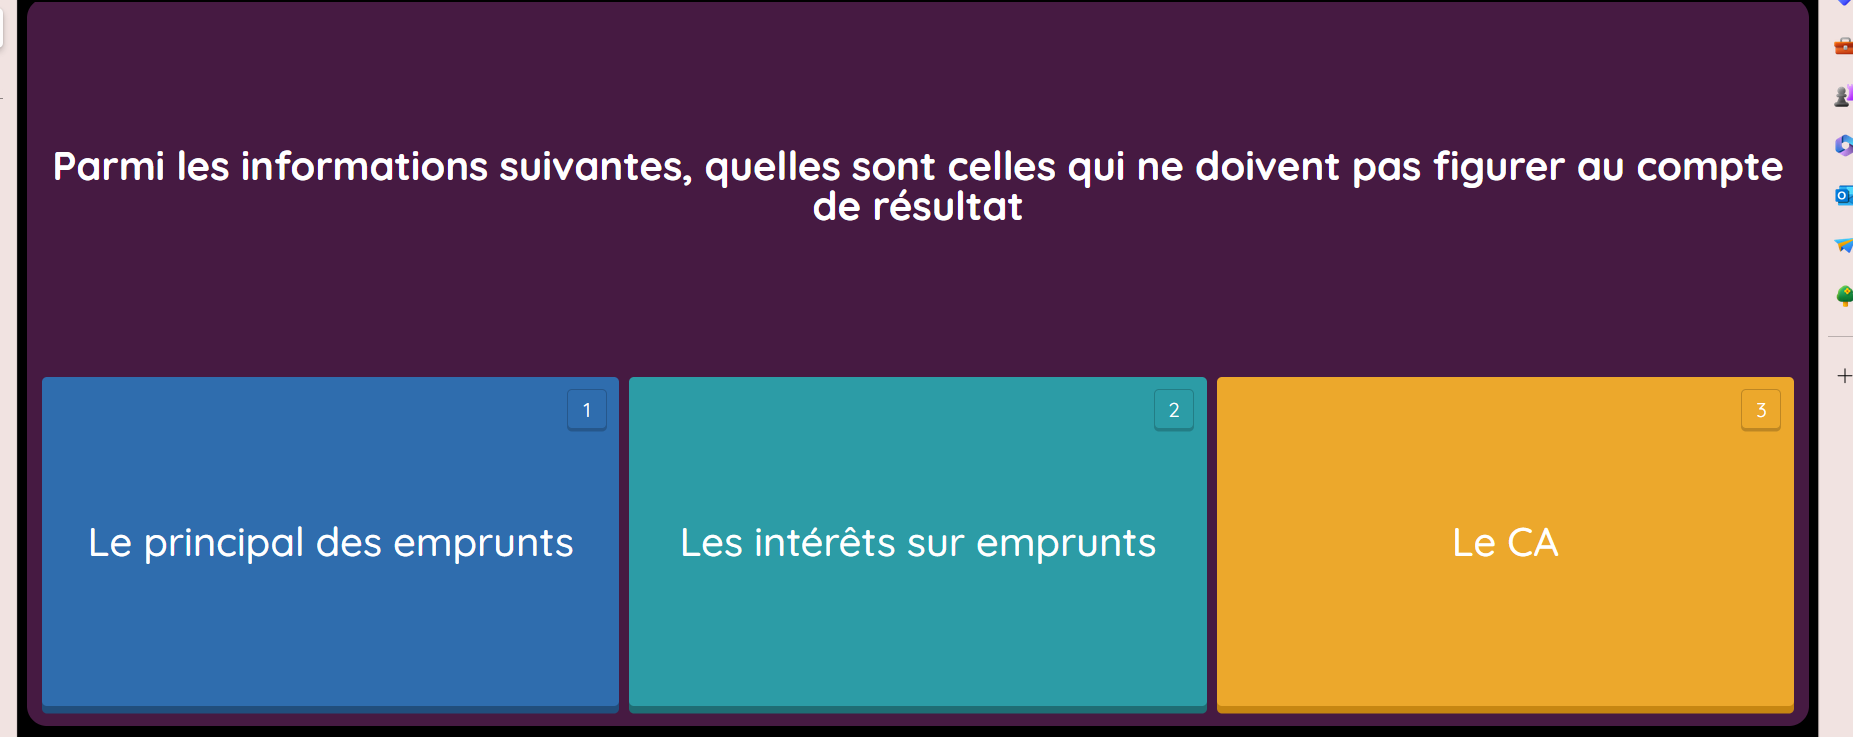 Parmi les informations suivantes, quelles sont celles qui ne doivent pas figurer au compte
de résultat
1
2
3
Le principal des emprunts
Les intérêts sur emprunts
Le CA